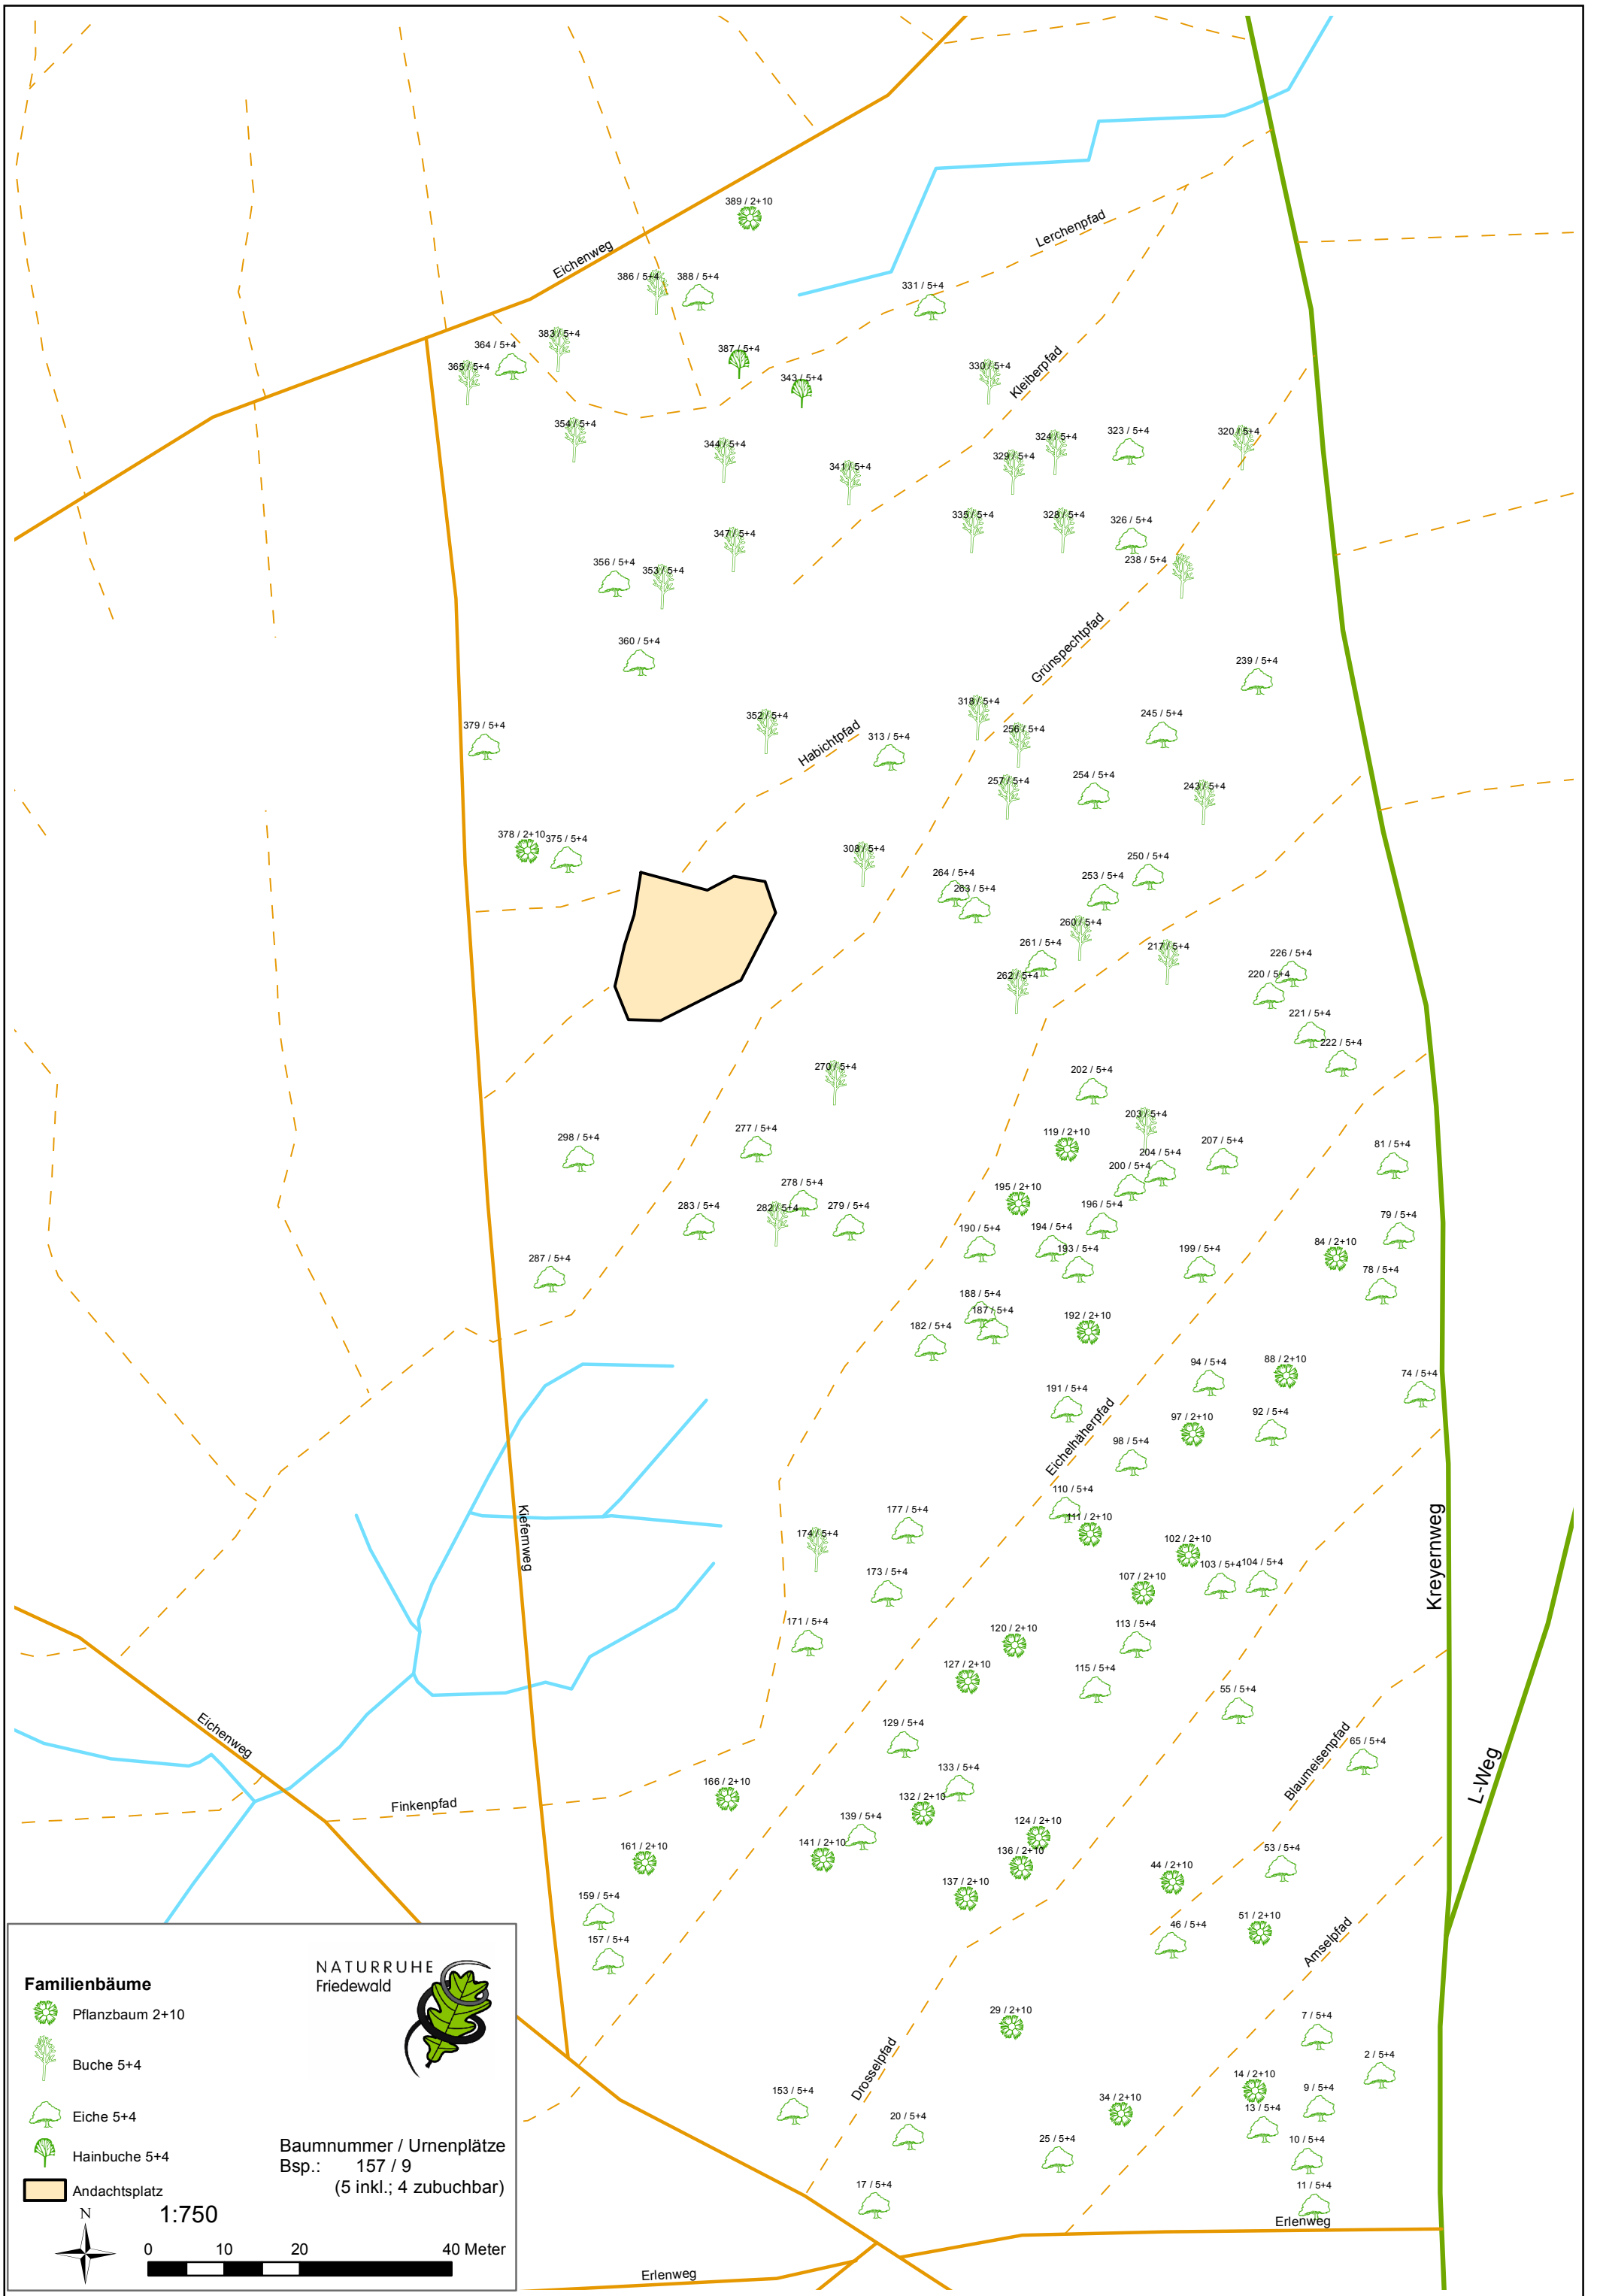 389 / 2+10
Eichenweg
Lerchenpfad
386 / 5+4
388 / 5+4
331 / 5+4
383 / 5+4
364 / 5+4
387 / 5+4
365 / 5+4
343 / 5+4
330 / 5+4
Kleiberpfad
354 / 5+4
344 / 5+4
324 / 5+4
323 / 5+4
320 / 5+4
341 / 5+4
329 / 5+4
335 / 5+4
328 / 5+4
326 / 5+4
347 / 5+4
356 / 5+4
353 / 5+4
238 / 5+4
360 / 5+4
Grünspechtpfad
239 / 5+4
318 / 5+4
352 / 5+4
245 / 5+4
379 / 5+4
Habichtpfad
313 / 5+4
256 / 5+4
257 / 5+4
254 / 5+4
243 / 5+4
378 / 2+10
375 / 5+4
308 / 5+4
250 / 5+4
264 / 5+4
253 / 5+4
263 / 5+4
260 / 5+4
261 / 5+4
217 / 5+4
226 / 5+4
262 / 5+4
220 / 5+4
221 / 5+4
222 / 5+4
270 / 5+4
202 / 5+4
203 / 5+4
277 / 5+4
119 / 2+10
298 / 5+4
207 / 5+4
81 / 5+4
204 / 5+4
200 / 5+4
278 / 5+4
195 / 2+10
283 / 5+4
282 / 5+4
279 / 5+4
196 / 5+4
79 / 5+4
190 / 5+4
194 / 5+4
193 / 5+4
199 / 5+4
84 / 2+10
287 / 5+4
78 / 5+4
188 / 5+4
187 / 5+4
182 / 5+4
192 / 2+10
94 / 5+4
88 / 2+10
74 / 5+4
191 / 5+4
Eichelhäherpfad
97 / 2+10
92 / 5+4
98 / 5+4
110 / 5+4
177 / 5+4
111 / 2+10
Kiefernweg
174 / 5+4
Kreyernweg
102 / 2+10
103 / 5+4
104 / 5+4
173 / 5+4
107 / 2+10
171 / 5+4
120 / 2+10
113 / 5+4
127 / 2+10
115 / 5+4
55 / 5+4
Eichenweg
129 / 5+4
65 / 5+4
Blaumeisenpfad
L-Weg
133 / 5+4
166 / 2+10
132 / 2+10
Finkenpfad
139 / 5+4
124 / 2+10
161 / 2+10
141 / 2+10
136 / 2+10
53 / 5+4
44 / 2+10
137 / 2+10
159 / 5+4
51 / 2+10
46 / 5+4
Amselpfad
157 / 5+4
29 / 2+10
7 / 5+4
Drosselpfad
2 / 5+4
14 / 2+10
153 / 5+4
34 / 2+10
9 / 5+4
13 / 5+4
20 / 5+4
25 / 5+4
10 / 5+4
17 / 5+4
11 / 5+4
Erlenweg
Erlenweg
NATURRUHE
Friedewald
Familienbäume
Pflanzbaum 2+10
Buche 5+4
Eiche 5+4
Hainbuche 5+4
Andachtsplatz
Baumnummer / Urnenplätze
Bsp.: 157 / 9
(5 inkl.; 4 zubuchbar)
N
1:750
0 10 20 40 Meter